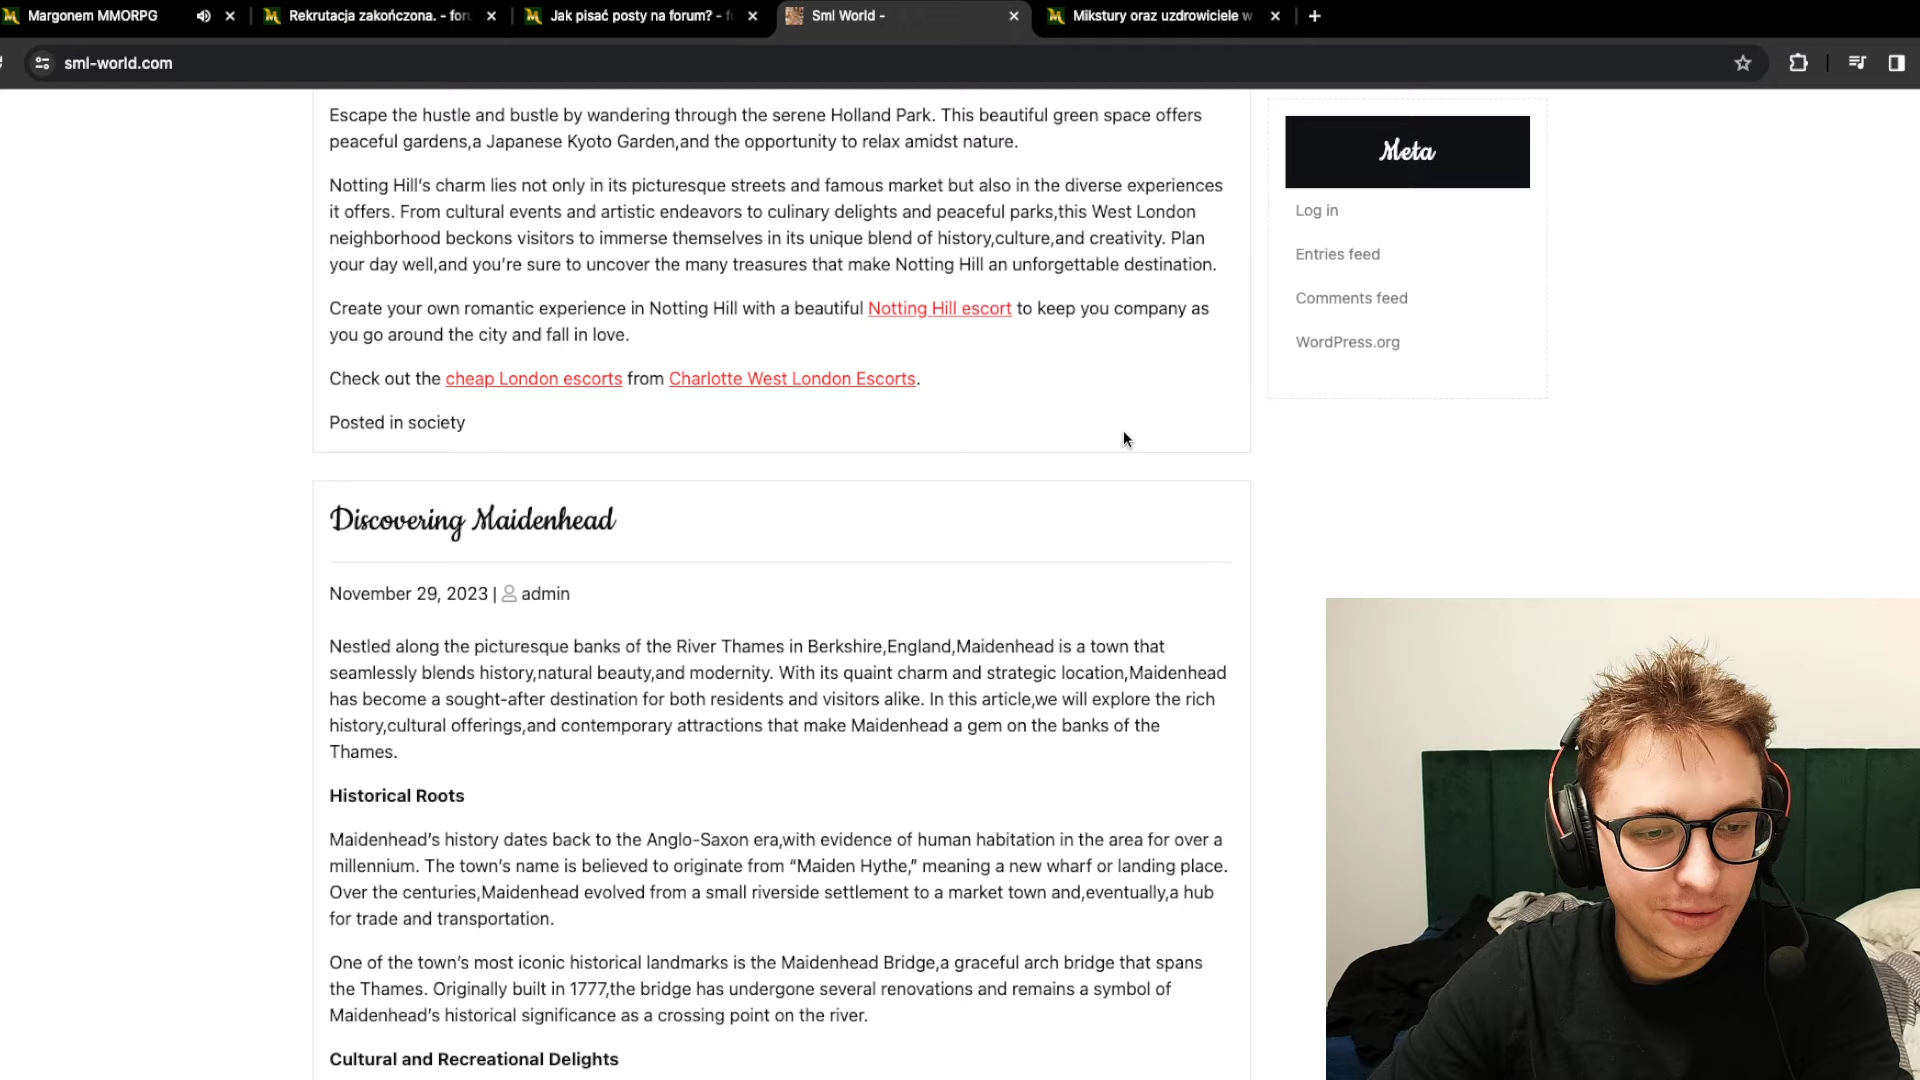 Margonem MMORPG
Rekrutacja zakończona. - foru
Jak pisać posty na forum? - f
Sml World -
Mikstury oraz uzdrowiciele w
sml-world.com
Escape the hustle and bustle by wandering through the serene Holland Park. This beautiful green space offers
peaceful gardens,a Japanese Kyoto Garden,and the opportunity to relax amidst nature.
Notting Hill's charm lies not only in its picturesque streets and famous market but also in the diverse experiences
it offers. From cultural events and artistic endeavors to culinary delights and peaceful parks,this West London
neighborhood beckons visitors to immerse themselves in its unique blend of history,culture,and creativity. Plan
your day well,and you're sure to uncover the many treasures that make Notting Hill an unforgettable destination.
Create your own romantic experience in Notting Hill with a beautiful Notting Hill escort to keep you company as
you go around the city and fall in love.
Check out the cheap London escorts from Charlotte West London Escorts.
Posted in society
Meta
Log in
Entries feed
Comments feed
WordPress.org
Discovering Maidenhead
November 29, 2023 | admin
Nestled along the picturesque banks of the River Thames in Berkshire,England,Maidenhead is a town that
seamlessly blends history,natural beauty,and modernity. With its quaint charm and strategic location,Maidenhead
has become a sought-after destination for both residents and visitors alike. In this article,we will explore the rich
history,cultural offerings,and contemporary attractions that make Maidenhead a gem on the banks of the
Thames.
Historical Roots
Maidenhead's history dates back to the Anglo-Saxon era,with evidence of human habitation in the area for over a
millennium. The town's name is believed to originate from “Maiden Hythe,” meaning a new wharf or landing place.
Over the centuries,Maidenhead evolved from a small riverside settlement to a market town and,eventually,a hub
for trade and transportation.
One of the town's most iconic historical landmarks is the Maidenhead Bridge,a graceful arch bridge that spans
the Thames. Originally built in 1777,the bridge has undergone several renovations and remains a symbol of
Maidenhead's historical significance as a crossing point on the river.
Cultural and Recreational Delights